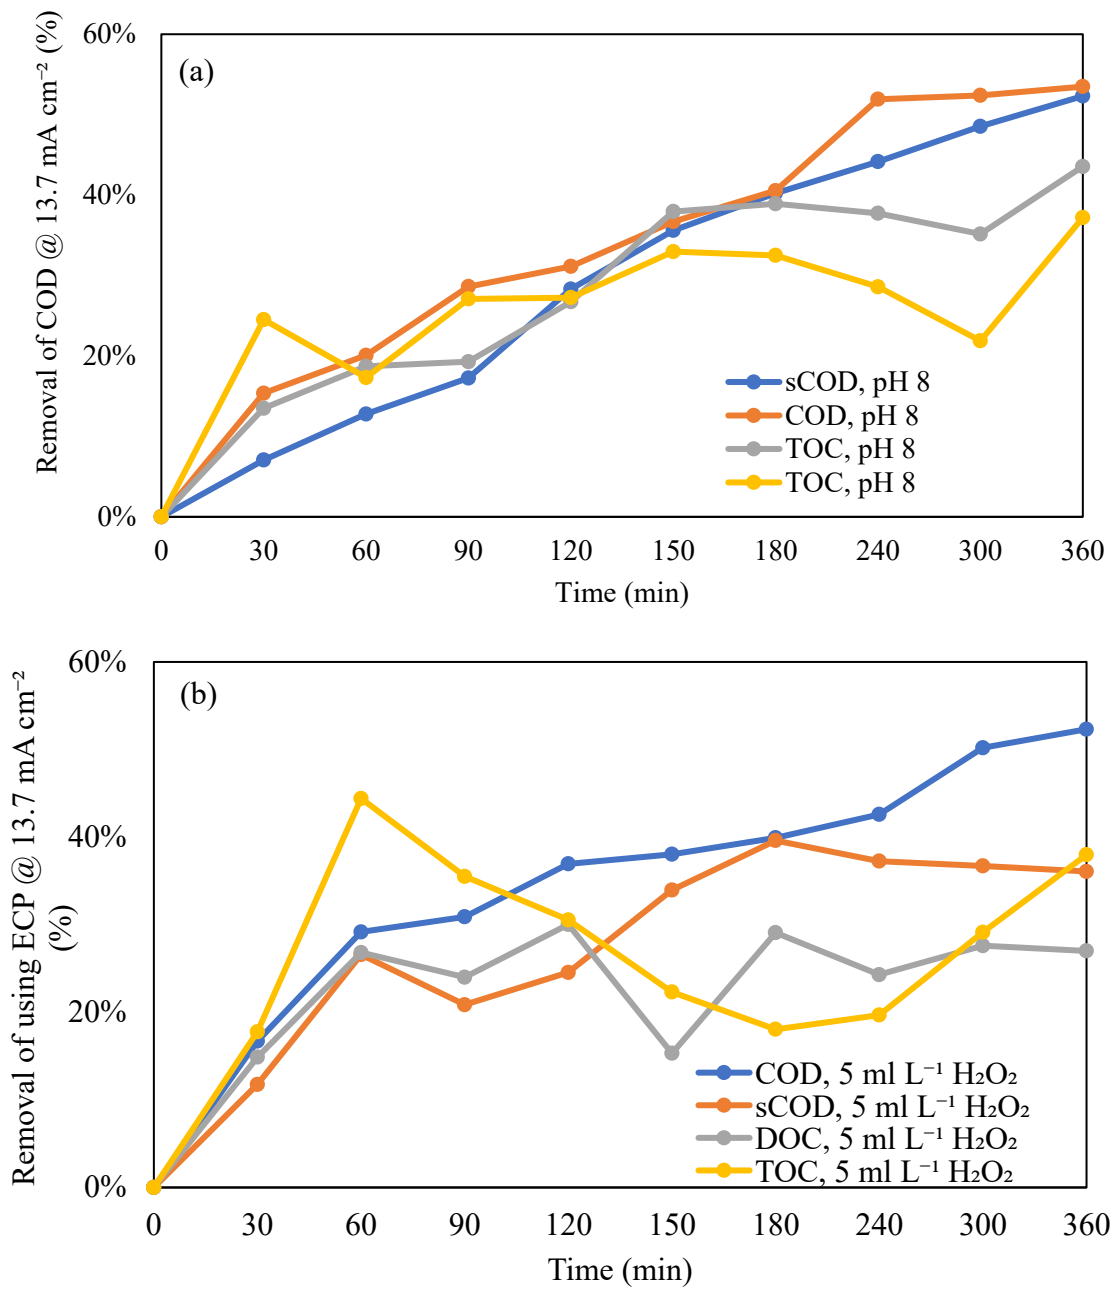 Removal of COD @ 13.7 mA cm⁻² (%)
60%
40%
20%
0%
(a)
sCOD, pH 8
COD, pH 8
TOC, pH 8
TOC, pH 8
0 30 60 90 120 150 180 240 300 360
Time (min)
Removal of using ECP @ 13.7 mA cm⁻²
(%)
60%
40%
20%
0%
(b)
COD, 5 ml L⁻¹ H₂O₂
sCOD, 5 ml L⁻¹ H₂O₂
DOC, 5 ml L⁻¹ H₂O₂
TOC, 5 ml L⁻¹ H₂O₂
0 30 60 90 120 150 180 240 300 360
Time (min)